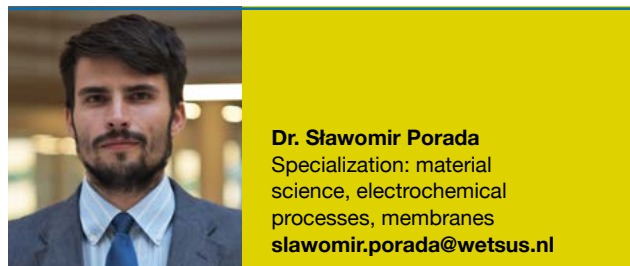 Dr. Sławomir Porada
Specialization: material
science, electrochemical
processes, membranes
slawomir.porada@wetsus.nl